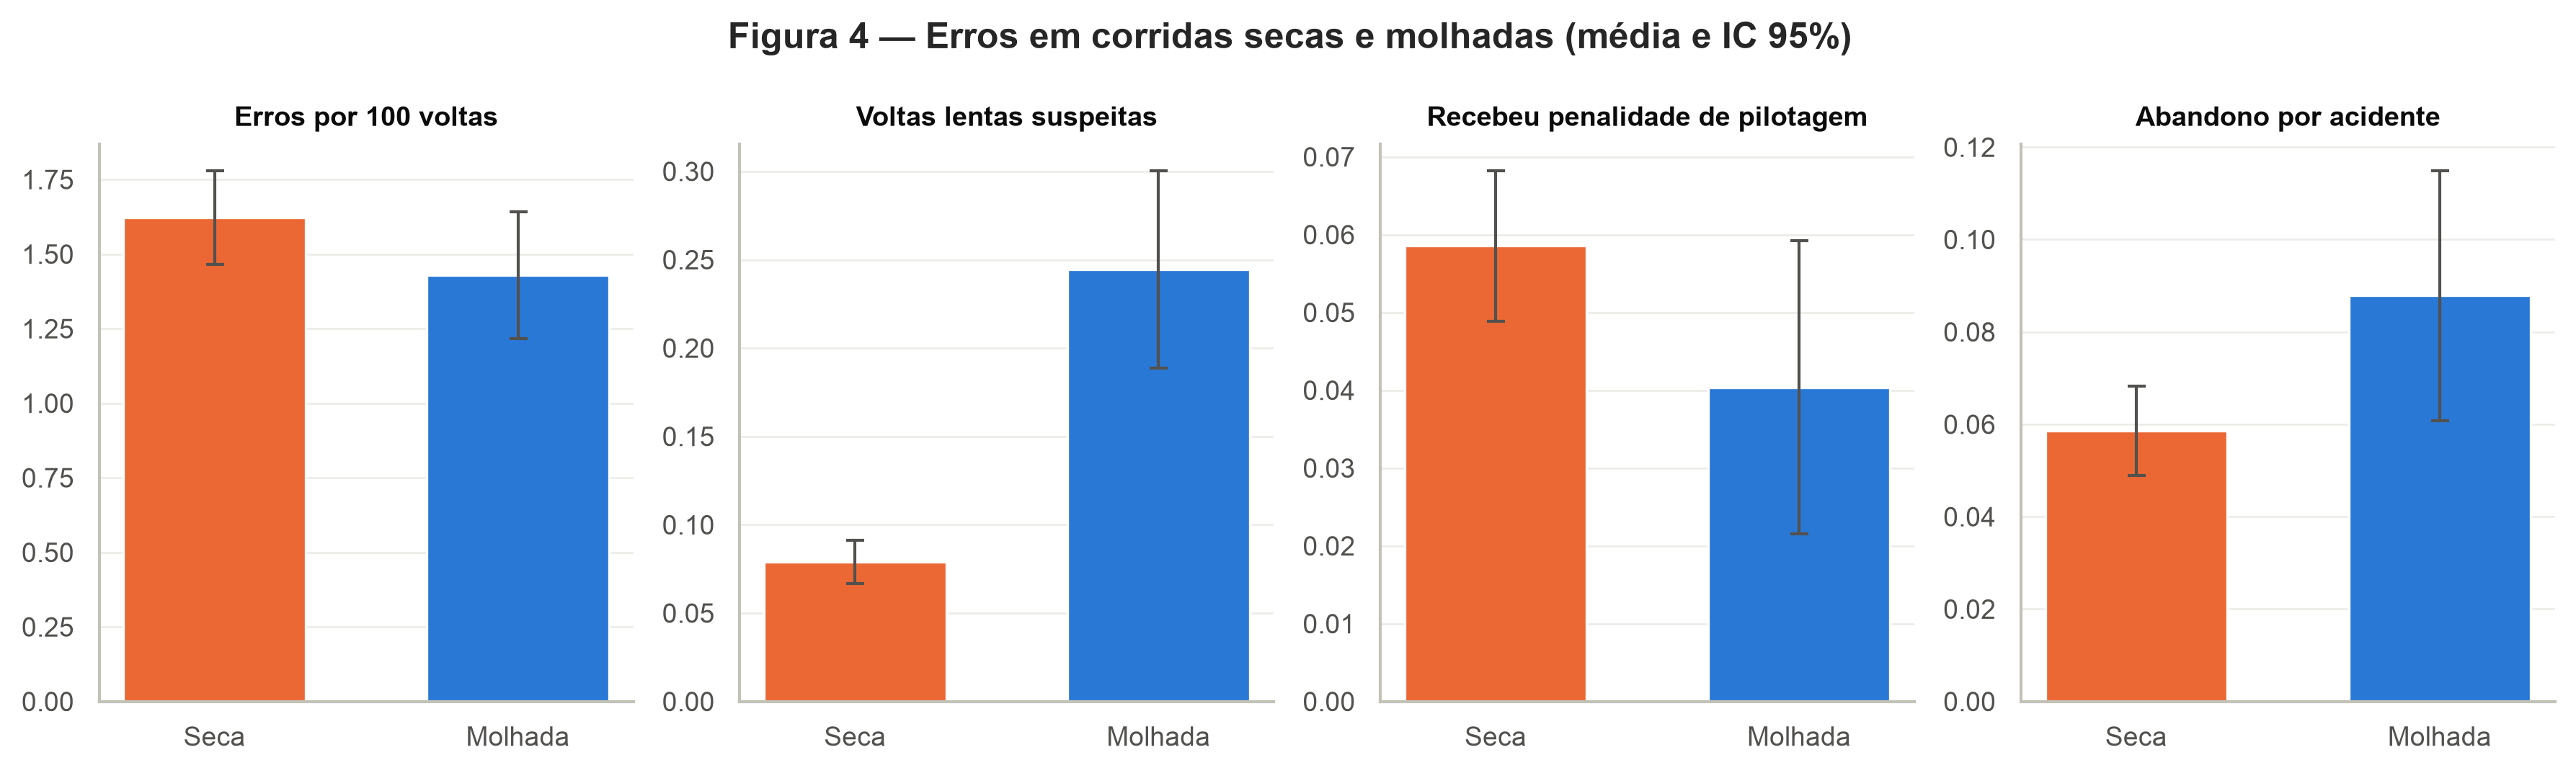 Figura 4 — Erros em corridas secas e molhadas (média e IC 95%)
Erros por 100 voltas
1.75
1.50
1.25
1.00
0.75
0.50
0.25
0.00
Seca
Molhada
Voltas lentas suspeitas
0.30
0.25
0.20
0.15
0.10
0.05
0.00
Seca
Molhada
Recebeu penalidade de pilotagem
0.07
0.06
0.05
0.04
0.03
0.02
0.01
0.00
Seca
Molhada
Abandono por acidente
0.12
0.10
0.08
0.06
0.04
0.02
0.00
Seca
Molhada